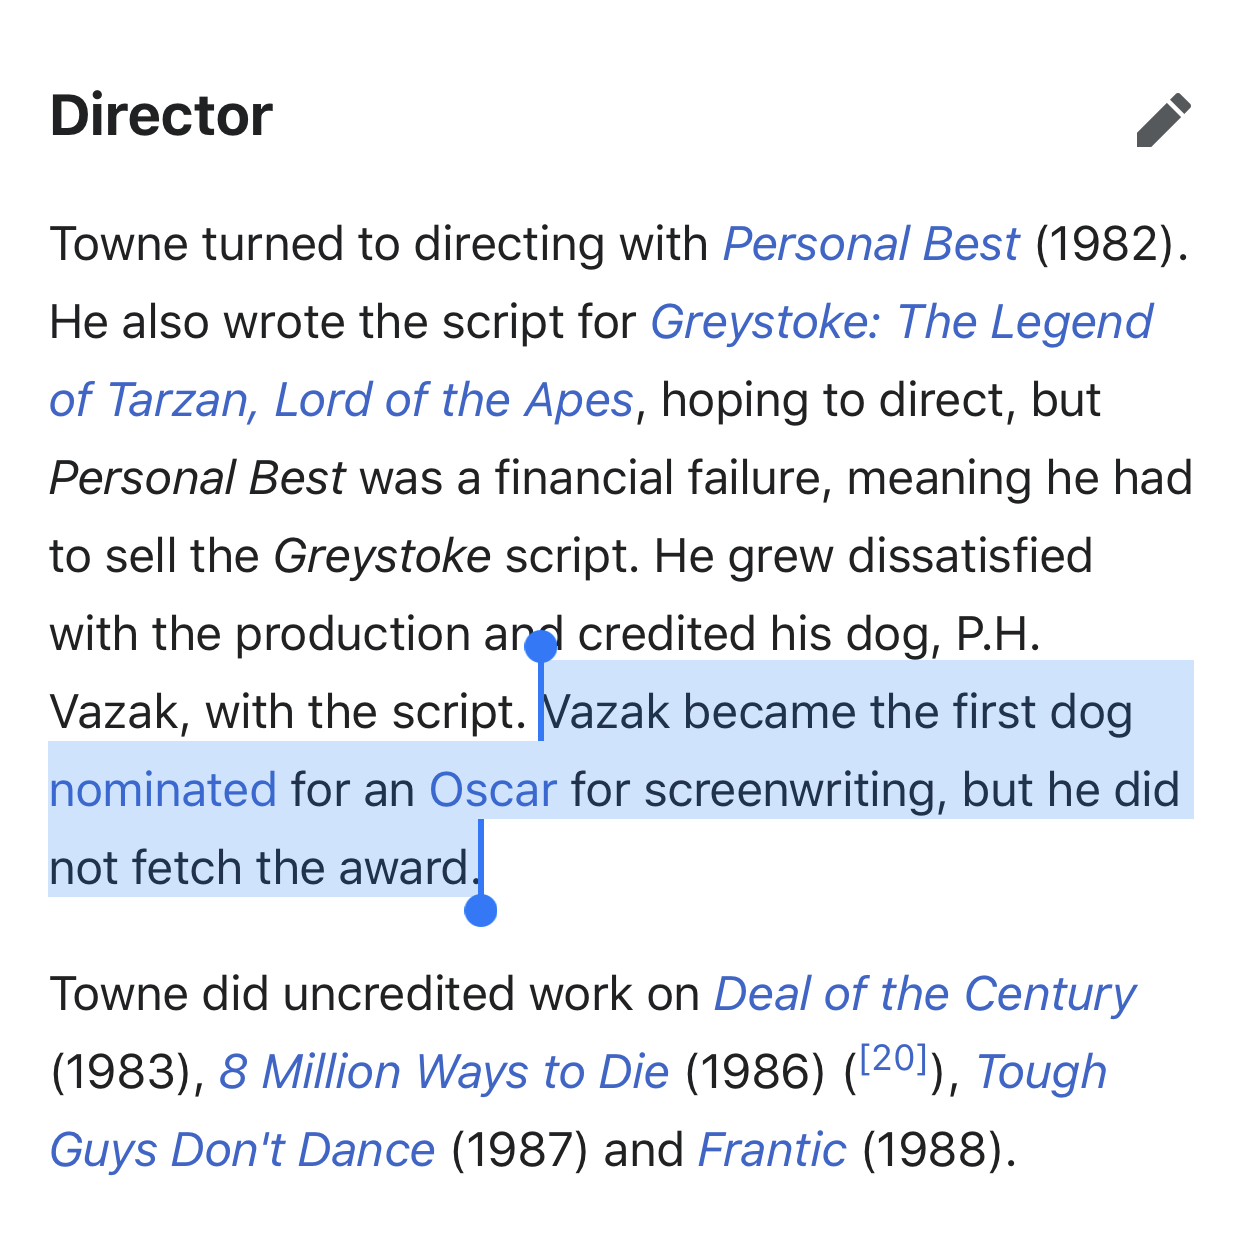 Director
Towne turned to directing with Personal Best (1982).
He also wrote the script for Greystoke: The Legend
of Tarzan, Lord of the Apes, hoping to direct, but
Personal Best was a financial failure, meaning he had
to sell the Greystoke script. He grew dissatisfied
with the production and credited his dog, P.H.
Vazak, with the script. Vazak became the first dog
nominated for an Oscar for screenwriting, but he did
not fetch the award.
Towne did uncredited work on Deal of the Century
(1983), 8 Million Ways to Die (1986) ([20]), Tough
Guys Don't Dance (1987) and Frantic (1988).